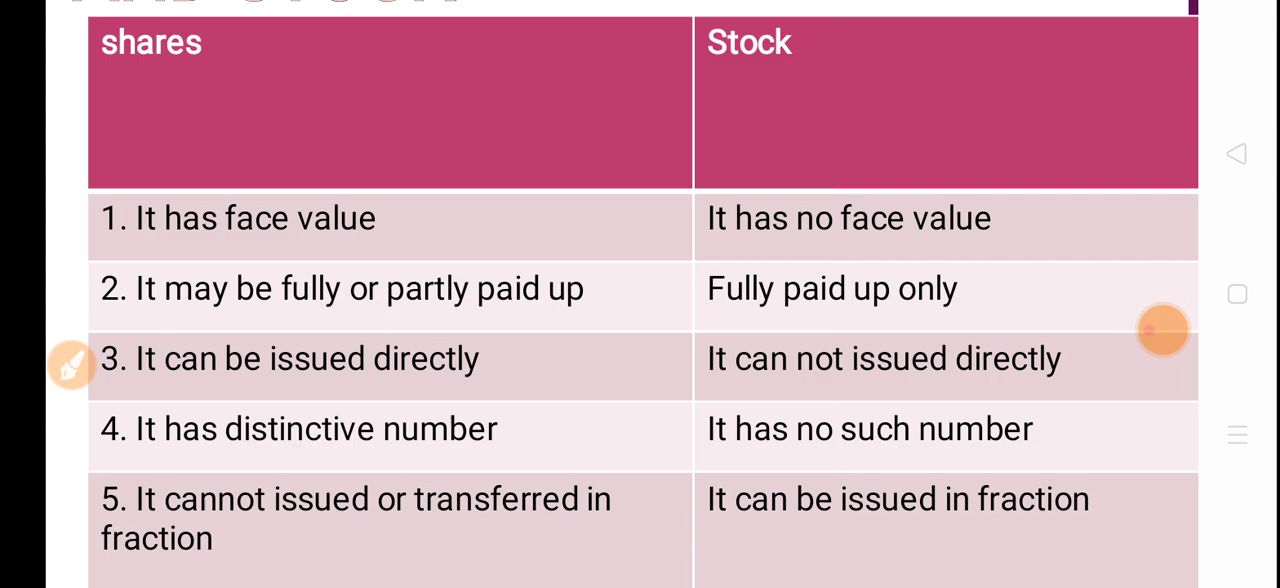 shares
Stock
1. It has face value
It has no face value
2. It may be fully or partly paid up
Fully paid up only
3. It can be issued directly
It can not issued directly
4. It has distinctive number
It has no such number
5. It cannot issued or transferred in
fraction
It can be issued in fraction